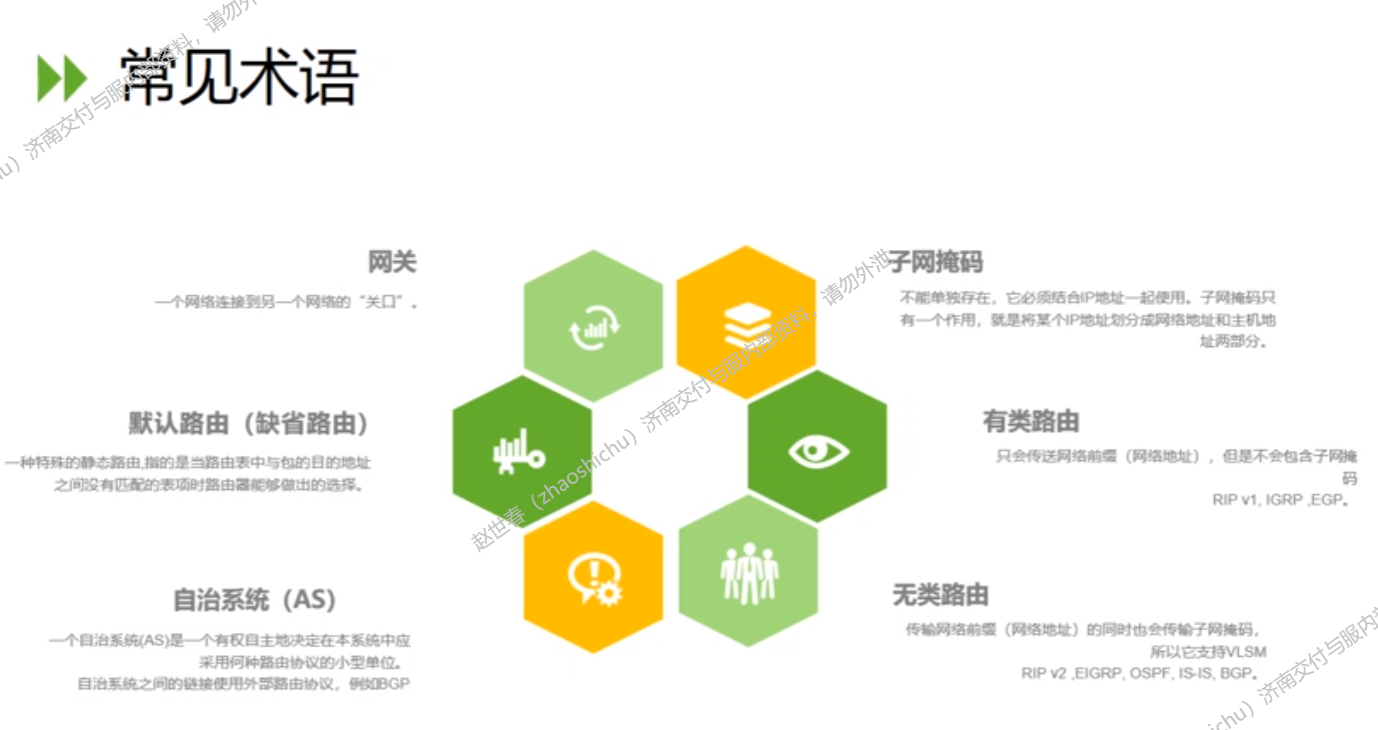 常见术语
网关
一个网络连接到另一个网络的“关口”。
默认路由（缺省路由）
一种特殊的静态路由,指的是当路由表中与包的目的地址
之间没有匹配的表项时路由器能够做出的选择。
自治系统（AS）
一个自治系统(AS)是一个有权自主地决定在本系统中应
采用何种路由协议的小型单位。
自治系统之间的链接使用外部路由协议，例如BGP
子网掩码
不能单独存在，它必须结合IP地址一起使用。子网掩码只
有一个作用，就是将某个IP地址划分成网络地址和主机地
址两部分。
有类路由
只会传送网络前缀（网络地址），但是不会包含子网掩
码
RIP v1, IGRP ,EGP。
无类路由
传输网络前缀（网络地址）的同时也会传输子网掩码，
所以它支持VLSM
RIP v2 ,EIGRP, OSPF, IS-IS, BGP。
hu）济南交付与服内部资料，请勿外
赵世春（zhaoshichu）济南交付与服内部资料，请勿外泄
ichu）济南交付与服内部